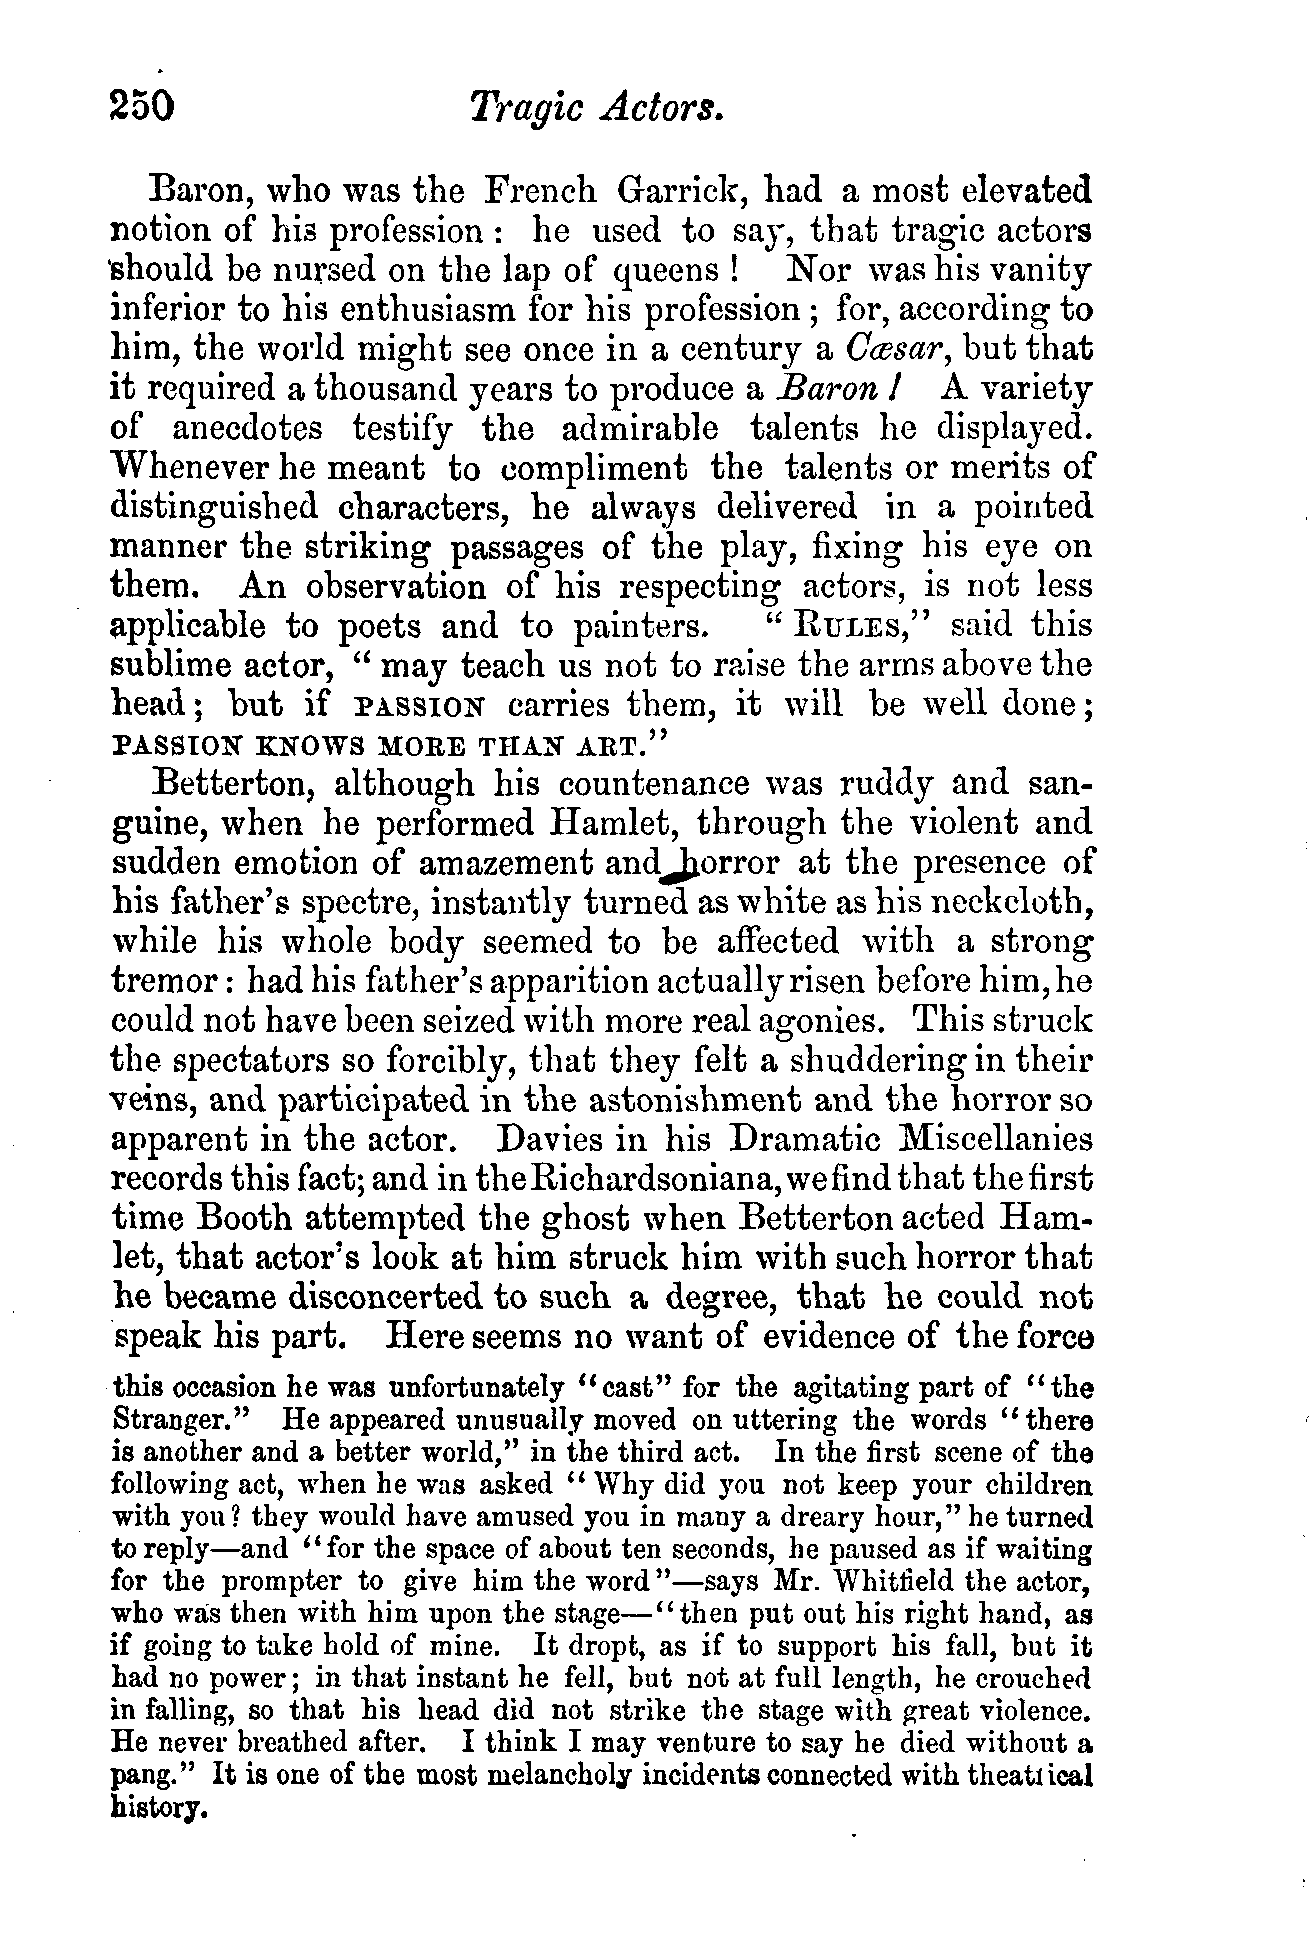 250 Tragic Actors.
Baron, who was the French Garrick, had a most elevated
notion of his profession : he used to say, that tragic actors
should be nursed on the lap of queens ! Nor was his vanity
inferior to his enthusiasm for his profession ; for, according to
him, the world might see once in a century a Cæsar, but that
it required a thousand years to produce a Baron ! A variety
of anecdotes testify the admirable talents he displayed.
Whenever he meant to compliment the talents or merits of
distinguished characters, he always delivered in a pointed
manner the striking passages of the play, fixing his eye on
them. An observation of his respecting actors, is not less
applicable to poets and to painters. “ RULES,” said this
sublime actor, “ may teach us not to raise the arms above the
head ; but if PASSION carries them, it will be well done ;
PASSION KNOWS MORE THAN ART.”
Betterton, although his countenance was ruddy and san-
guine, when he performed Hamlet, through the violent and
sudden emotion of amazement and horror at the presence of
his father’s spectre, instantly turned as white as his neckcloth,
while his whole body seemed to be affected with a strong
tremor : had his father’s apparition actually risen before him, he
could not have been seized with more real agonies. This struck
the spectators so forcibly, that they felt a shuddering in their
veins, and participated in the astonishment and the horror so
apparent in the actor. Davies in his Dramatic Miscellanies
records this fact; and in the Richardsoniana, we find that the first
time Booth attempted the ghost when Betterton acted Ham-
let, that actor’s look at him struck him with such horror that
he became disconcerted to such a degree, that he could not
speak his part. Here seems no want of evidence of the force
this occasion he was unfortunately “cast” for the agitating part of “the
Stranger.” He appeared unusually moved on uttering the words “there
is another and a better world,” in the third act. In the first scene of the
following act, when he was asked “ Why did you not keep your children
with you ? they would have amused you in many a dreary hour,” he turned
to reply—and “for the space of about ten seconds, he paused as if waiting
for the prompter to give him the word”—says Mr. Whitfield the actor,
who was then with him upon the stage—“then put out his right hand, as
if going to take hold of mine. It dropt, as if to support his fall, but it
had no power ; in that instant he fell, but not at full length, he crouched
in falling, so that his head did not strike the stage with great violence.
He never breathed after. I think I may venture to say he died without a
pang.” It is one of the most melancholy incidents connected with theatrical
history.